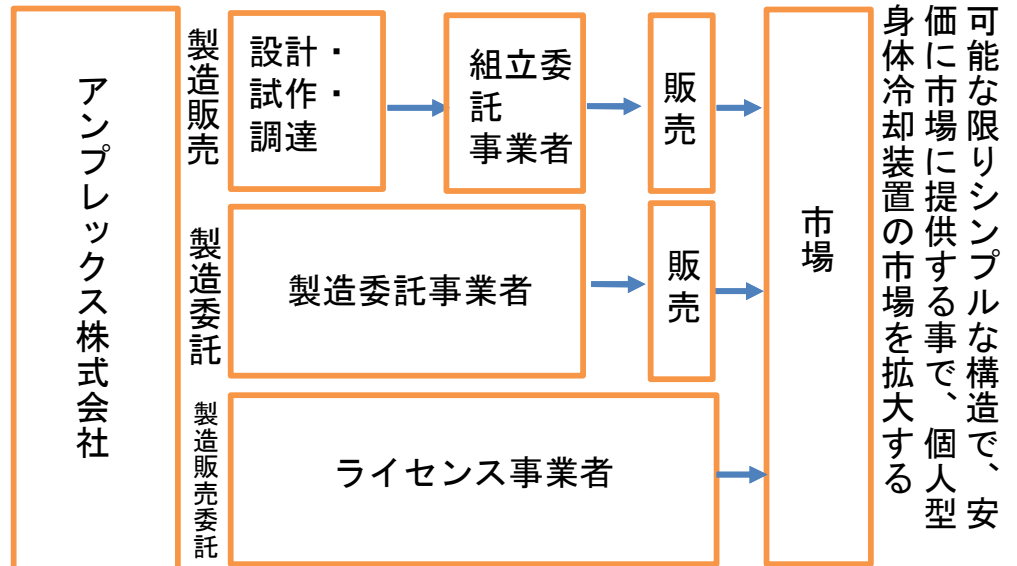 アンプレックス株式会社
製造販売
設計・
試作・
調達
組立委
託
事業者
販売
製造委託
製造委託事業者
販売
製造販売委託
ライセンス事業者
市場
可能な限りシンプルな構造で、安
価に市場に提供する事で、個人型
身体冷却装置の市場を拡大する